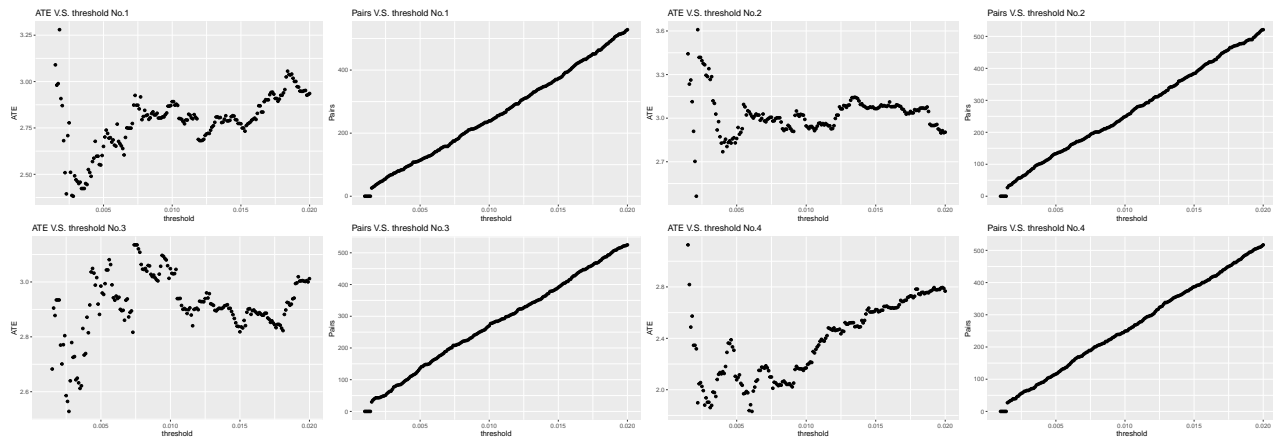 ATE V.S. threshold No.1
3.25
3.00
2.75
2.50
ATE
0.005
0.010
0.015
0.020
threshold
Pairs V.S. threshold No.1
400
200
0
Pairs
0.005
0.010
0.015
0.020
threshold
ATE V.S. threshold No.2
3.6
3.3
3.0
2.7
ATE
0.005
0.010
0.015
0.020
threshold
Pairs V.S. threshold No.2
500
400
300
200
100
0
Pairs
0.005
0.010
0.015
0.020
threshold
ATE V.S. threshold No.3
3.0
2.8
2.6
ATE
0.005
0.010
0.015
0.020
threshold
Pairs V.S. threshold No.3
500
400
300
200
100
0
Pairs
0.005
0.010
0.015
0.020
threshold
ATE V.S. threshold No.4
2.8
2.4
2.0
ATE
0.005
0.010
0.015
0.020
threshold
Pairs V.S. threshold No.4
500
400
300
200
100
0
Pairs
0.005
0.010
0.015
0.020
threshold